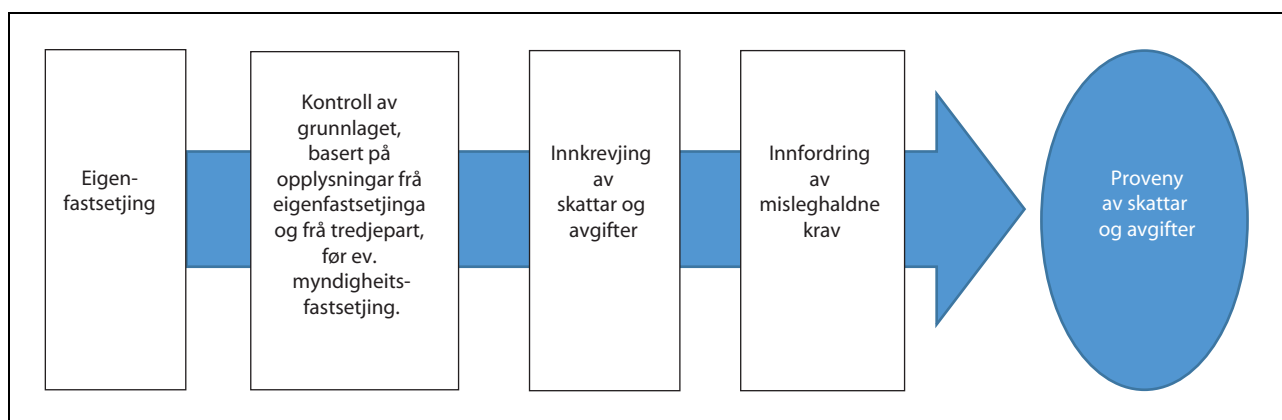 Eigen-
fastsetjing
Kontroll av
grunnlaget,
basert på
opplysningar frå
eigenfastsetjinga
og frå tredjepart,
før ev.
myndigheits-
fastsetjing.
Innkrevjing
av
skattar og
avgifter
Innfordring
av
misleghaldne
krav
Proveny
av skattar
og avgifter